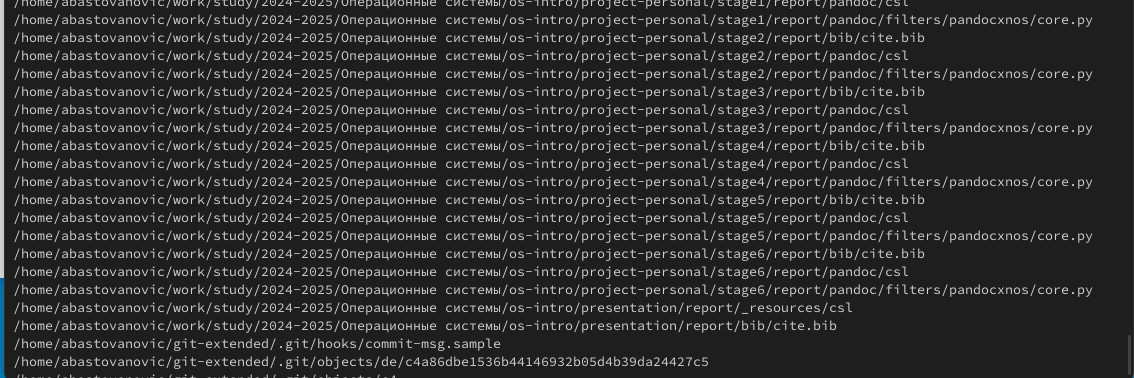 /home/abastovanovic/work/study/2024-2025/Операционные системы/os-intro/project-personal/stage1/report/pandoc/csl
/home/abastovanovic/work/study/2024-2025/Операционные системы/os-intro/project-personal/stage1/report/pandoc/filters/pandocxnos/core.py
/home/abastovanovic/work/study/2024-2025/Операционные системы/os-intro/project-personal/stage2/report/bib/cite.bib
/home/abastovanovic/work/study/2024-2025/Операционные системы/os-intro/project-personal/stage2/report/pandoc/csl
/home/abastovanovic/work/study/2024-2025/Операционные системы/os-intro/project-personal/stage2/report/pandoc/filters/pandocxnos/core.py
/home/abastovanovic/work/study/2024-2025/Операционные системы/os-intro/project-personal/stage3/report/bib/cite.bib
/home/abastovanovic/work/study/2024-2025/Операционные системы/os-intro/project-personal/stage3/report/pandoc/csl
/home/abastovanovic/work/study/2024-2025/Операционные системы/os-intro/project-personal/stage3/report/pandoc/filters/pandocxnos/core.py
/home/abastovanovic/work/study/2024-2025/Операционные системы/os-intro/project-personal/stage4/report/bib/cite.bib
/home/abastovanovic/work/study/2024-2025/Операционные системы/os-intro/project-personal/stage4/report/pandoc/csl
/home/abastovanovic/work/study/2024-2025/Операционные системы/os-intro/project-personal/stage4/report/pandoc/filters/pandocxnos/core.py
/home/abastovanovic/work/study/2024-2025/Операционные системы/os-intro/project-personal/stage5/report/bib/cite.bib
/home/abastovanovic/work/study/2024-2025/Операционные системы/os-intro/project-personal/stage5/report/pandoc/csl
/home/abastovanovic/work/study/2024-2025/Операционные системы/os-intro/project-personal/stage5/report/pandoc/filters/pandocxnos/core.py
/home/abastovanovic/work/study/2024-2025/Операционные системы/os-intro/project-personal/stage6/report/bib/cite.bib
/home/abastovanovic/work/study/2024-2025/Операционные системы/os-intro/project-personal/stage6/report/pandoc/csl
/home/abastovanovic/work/study/2024-2025/Операционные системы/os-intro/project-personal/stage6/report/pandoc/filters/pandocxnos/core.py
/home/abastovanovic/work/study/2024-2025/Операционные системы/os-intro/presentation/report/_resources/csl
/home/abastovanovic/work/study/2024-2025/Операционные системы/os-intro/presentation/report/bib/cite.bib
/home/abastovanovic/git-extended/.git/hooks/commit-msg.sample
/home/abastovanovic/git-extended/.git/objects/de/c4a86dbe1536b44146932b05d4b39da24427c5